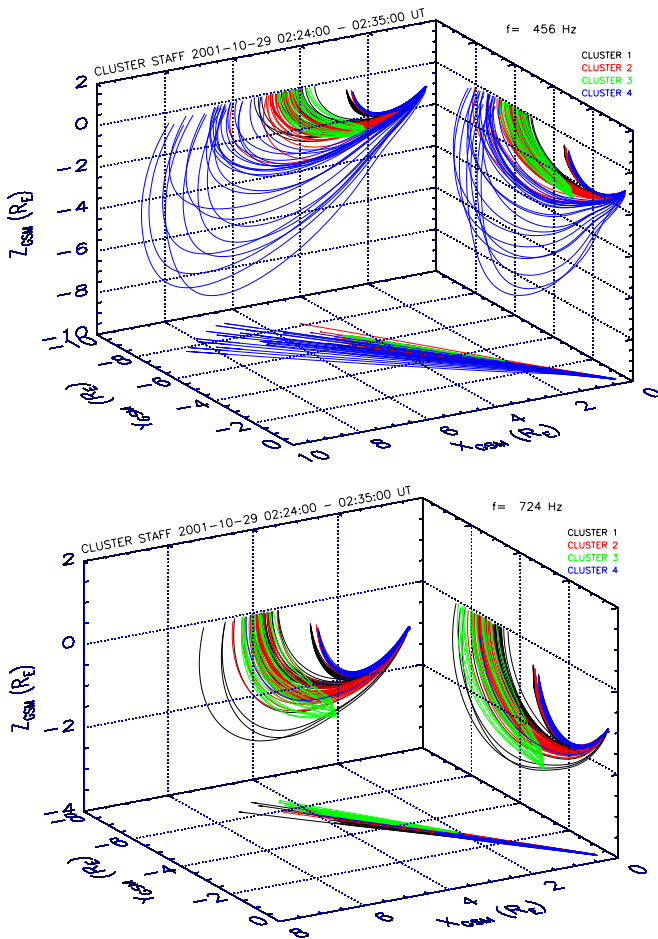 CLUSTER STAFF 2001-10-29 02:24:00 - 02:35:00 UT
f= 456 Hz
CLUSTER 1
CLUSTER 2
CLUSTER 3
CLUSTER 4
2
0
-2
-4
-6
-8
-10
Z_GSM (R_E)
-10
-8
-6
-4
-2
0
Y_GSM (R_E)
10
8
6
4
2
0
X_GSM (R_E)
CLUSTER STAFF 2001-10-29 02:24:00 - 02:35:00 UT
f= 724 Hz
CLUSTER 1
CLUSTER 2
CLUSTER 3
CLUSTER 4
2
0
-2
-4
Z_GSM (R_E)
-6
-4
-2
0
Y_GSM (R_E)
8
6
4
2
0
X_GSM (R_E)